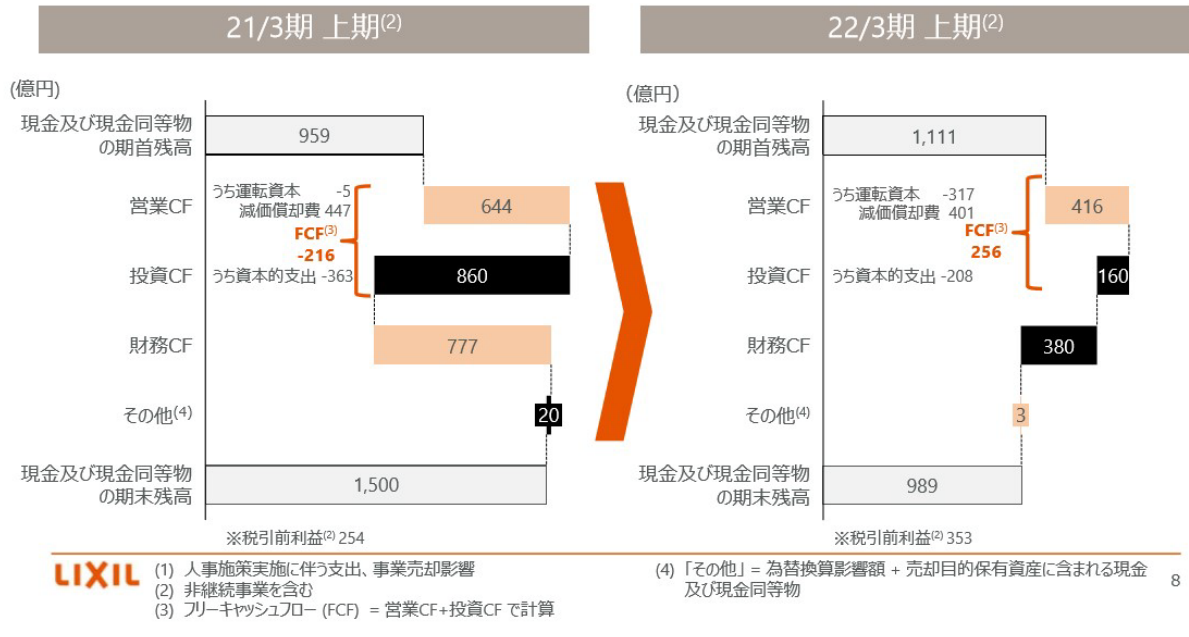 21/3期 上期(2)
22/3期 上期(2)
(億円)
現金及び現金同等物
の期首残高
959
営業CF
うち運転資本 -5
減価償却費 447
644
FCF(3)
-216
投資CF
うち資本的支出 -363
860
財務CF
777
その他(4)
20
現金及び現金同等物
の期末残高
1,500
※税引前利益(2) 254
(億円)
現金及び現金同等物
の期首残高
1,111
営業CF
うち運転資本 -317
減価償却費 401
416
FCF(3)
256
投資CF
うち資本的支出 -208
160
財務CF
380
その他(4)
3
現金及び現金同等物
の期末残高
989
※税引前利益(2) 353
LIXIL
(1) 人事施策実施に伴う支出、事業売却影響
(2) 非継続事業を含む
(3) フリーキャッシュフロー (FCF) = 営業CF+投資CF で計算
(4) 「その他」 = 為替換算影響額 + 売却目的保有資産に含まれる現金
及び現金同等物
8